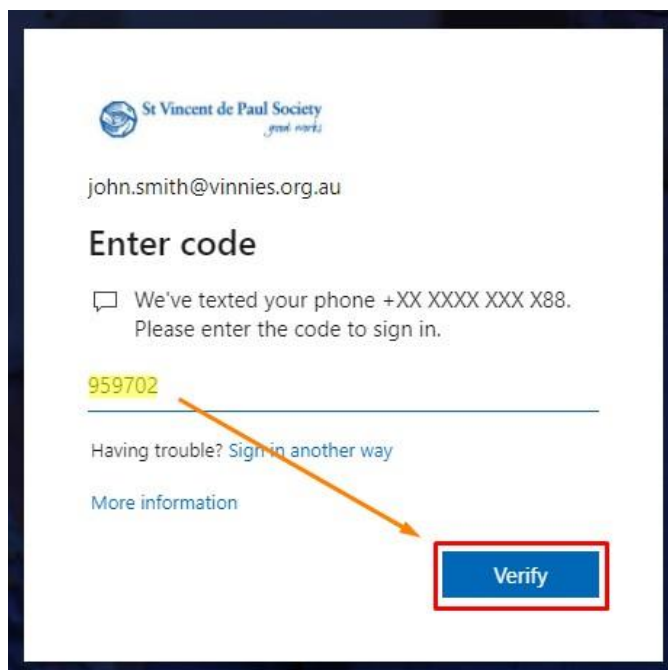 St Vincent de Paul Society
good works
john.smith@vinnies.org.au
Enter code
We've texted your phone +XX XXXX XXX X88.
Please enter the code to sign in.
959702
Having trouble? Sign in another way
More information
Verify